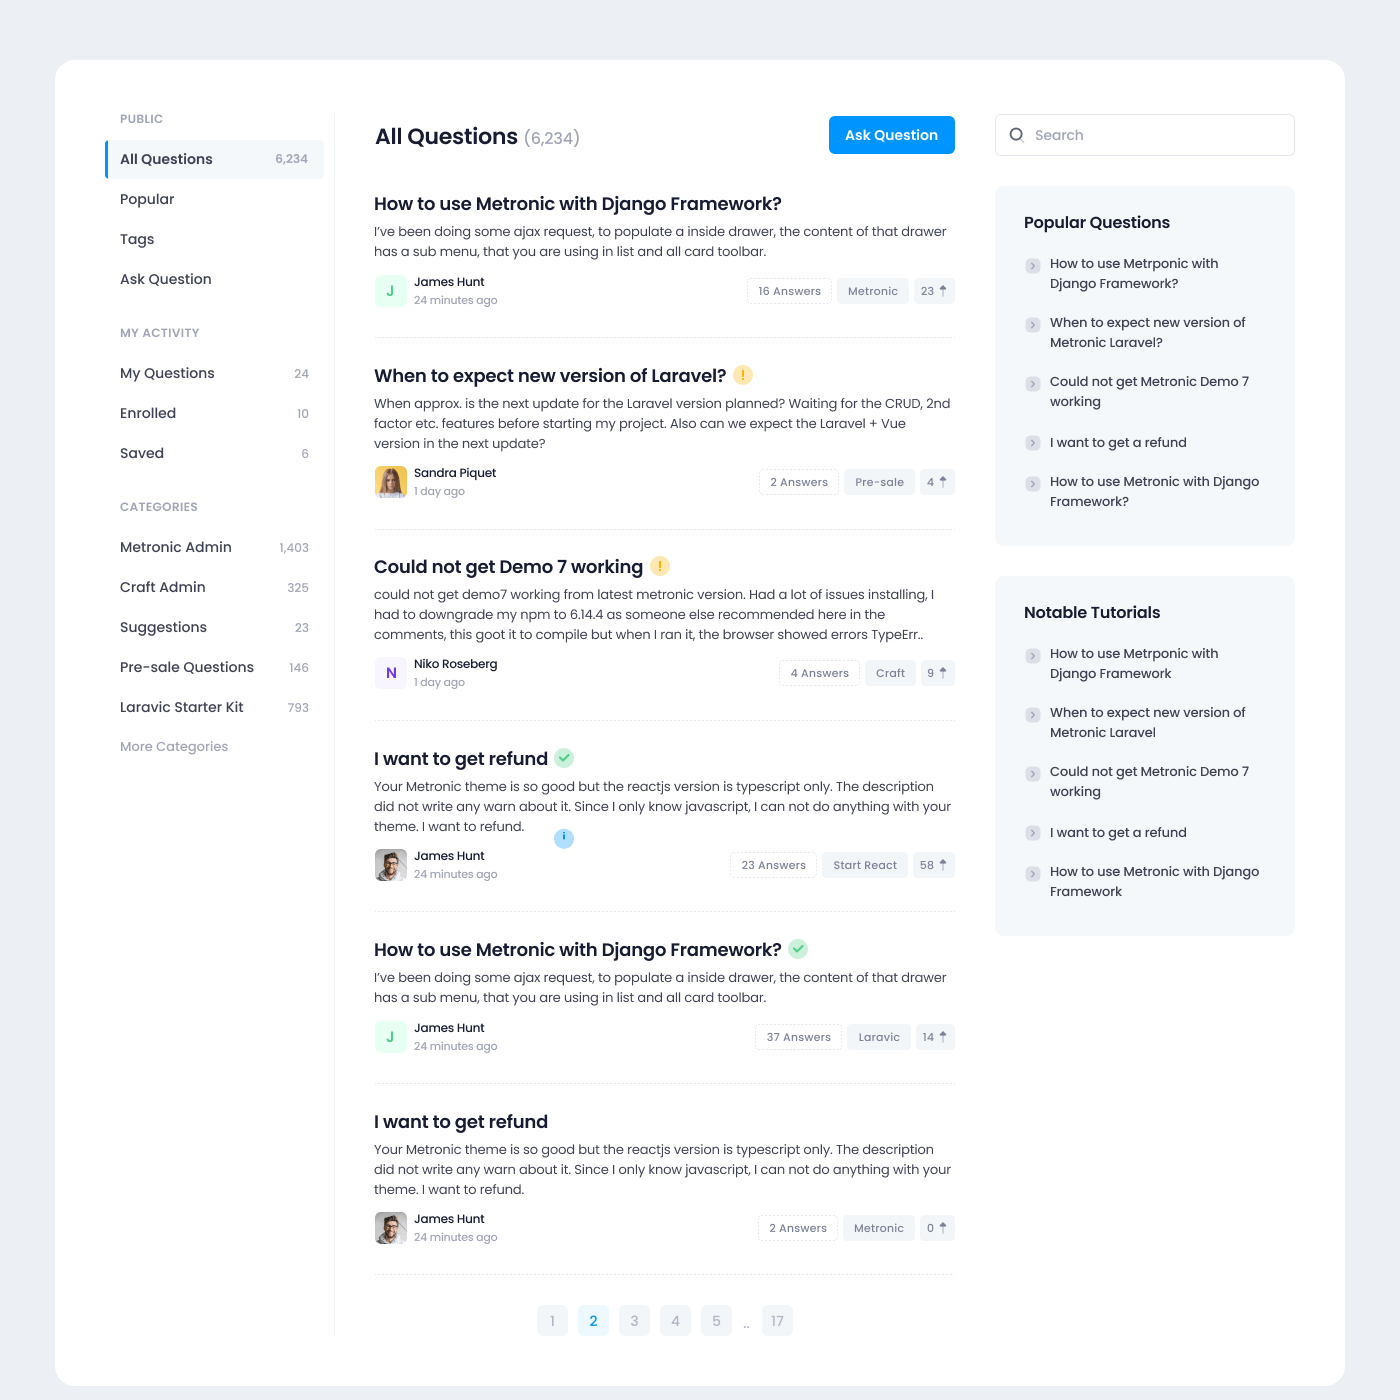 PUBLIC
All Questions 6,234
Popular
Tags
Ask Question
MY ACTIVITY
My Questions 24
Enrolled 10
Saved 6
CATEGORIES
Metronic Admin 1,403
Craft Admin 325
Suggestions 23
Pre-sale Questions 146
Laravic Starter Kit 793
More Categories
All Questions (6,234)
Ask Question
How to use Metronic with Django Framework?
I've been doing some ajax request, to populate a inside drawer, the content of that drawer
has a sub menu, that you are using in list and all card toolbar.
J
James Hunt
24 minutes ago
16 Answers Metronic 23
When to expect new version of Laravel? !
When approx. is the next update for the Laravel version planned? Waiting for the CRUD, 2nd
factor etc. features before starting my project. Also can we expect the Laravel + Vue
version in the next update?
Sandra Piquet
1 day ago
2 Answers Pre-sale 4
Could not get Demo 7 working !
could not get demo7 working from latest metronic version. Had a lot of issues installing, I
had to downgrade my npm to 6.14.4 as someone else recommended here in the
comments, this goot it to compile but when I ran it, the browser showed errors TypeErr..
N
Niko Roseberg
1 day ago
4 Answers Craft 9
I want to get refund
Your Metronic theme is so good but the reactjs version is typescript only. The description
did not write any warn about it. Since I only know javascript, I can not do anything with your
theme. I want to refund.
i
James Hunt
24 minutes ago
23 Answers Start React 58
How to use Metronic with Django Framework?
I've been doing some ajax request, to populate a inside drawer, the content of that drawer
has a sub menu, that you are using in list and all card toolbar.
J
James Hunt
24 minutes ago
37 Answers Laravic 14
I want to get refund
Your Metronic theme is so good but the reactjs version is typescript only. The description
did not write any warn about it. Since I only know javascript, I can not do anything with your
theme. I want to refund.
James Hunt
24 minutes ago
2 Answers Metronic 0
1 2 3 4 5 .. 17
Search
Popular Questions
How to use Metrponic with
Django Framework?
When to expect new version of
Metronic Laravel?
Could not get Metronic Demo 7
working
I want to get a refund
How to use Metronic with Django
Framework?
Notable Tutorials
How to use Metrponic with
Django Framework
When to expect new version of
Metronic Laravel
Could not get Metronic Demo 7
working
I want to get a refund
How to use Metronic with Django
Framework